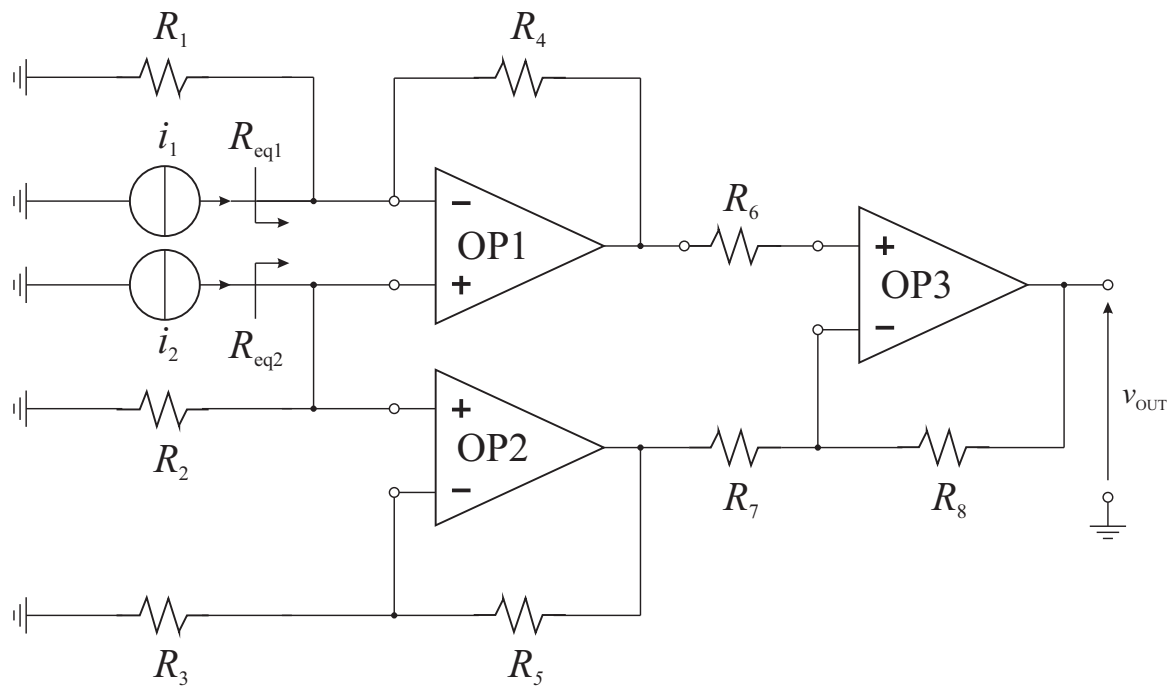 R1
R4
i1
Req1
−
OP1
+
R6
+
OP3
−
i2
Req2
vOUT
R2
+
OP2
−
R7
R8
R3
R5